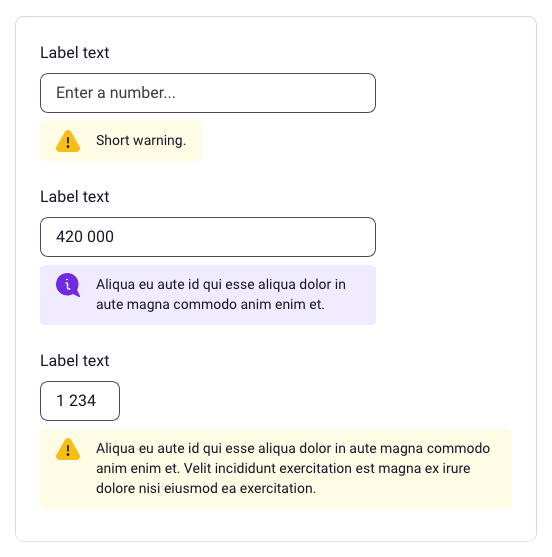 Label text
Enter a number...
Short warning.
Label text
420 000
Aliqua eu aute id qui esse aliqua dolor in
aute magna commodo anim enim et.
Label text
1 234
Aliqua eu aute id qui esse aliqua dolor in aute magna commodo
anim enim et. Velit incididunt exercitation est magna ex irure
dolore nisi eiusmod ea exercitation.